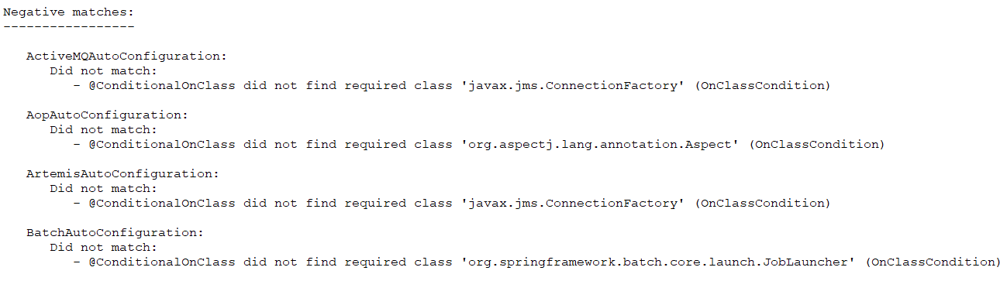 Negative matches:
-----------------
ActiveMQAutoConfiguration:
Did not match:
- @ConditionalOnClass did not find required class 'javax.jms.ConnectionFactory' (OnClassCondition)
AopAutoConfiguration:
Did not match:
- @ConditionalOnClass did not find required class 'org.aspectj.lang.annotation.Aspect' (OnClassCondition)
ArtemisAutoConfiguration:
Did not match:
- @ConditionalOnClass did not find required class 'javax.jms.ConnectionFactory' (OnClassCondition)
BatchAutoConfiguration:
Did not match:
- @ConditionalOnClass did not find required class 'org.springframework.batch.core.launch.JobLauncher' (OnClassCondition)